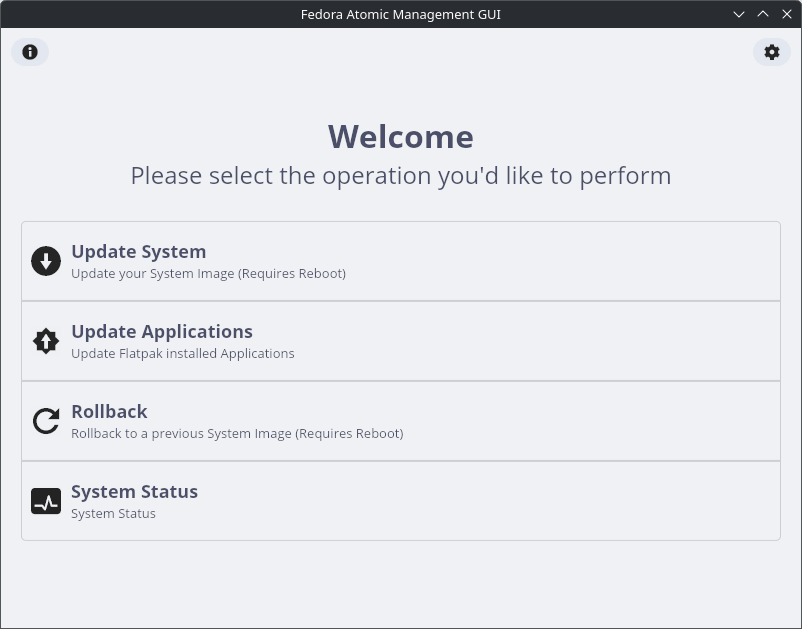 Fedora Atomic Management GUI
Welcome
Please select the operation you'd like to perform
Update System
Update your System Image (Requires Reboot)
Update Applications
Update Flatpak installed Applications
Rollback
Rollback to a previous System Image (Requires Reboot)
System Status
System Status